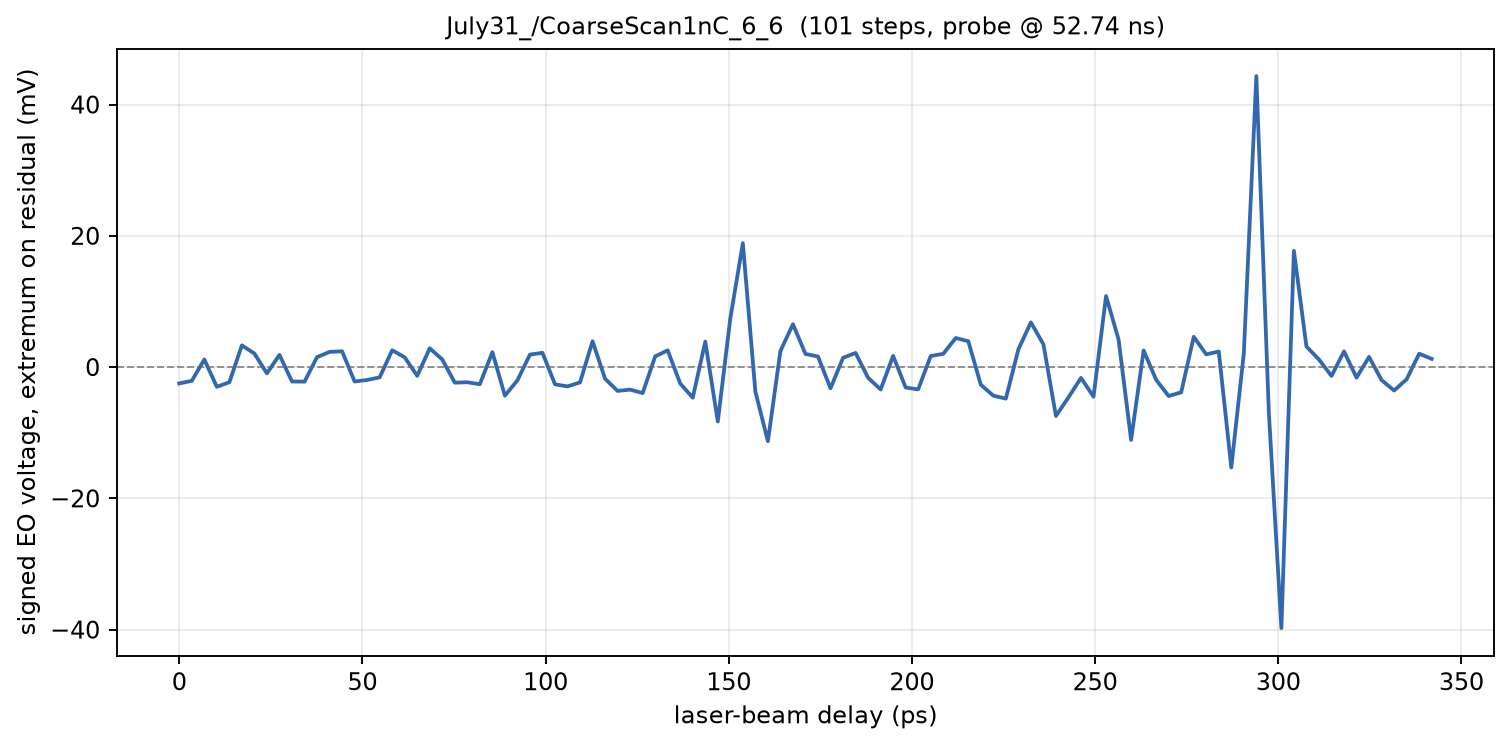 July31_/CoarseScan1nC_6_6 (101 steps, probe @ 52.74 ns)
signed EO voltage, extremum on residual (mV)
40
20
0
−20
−40
0 50 100 150 200 250 300 350
laser-beam delay (ps)